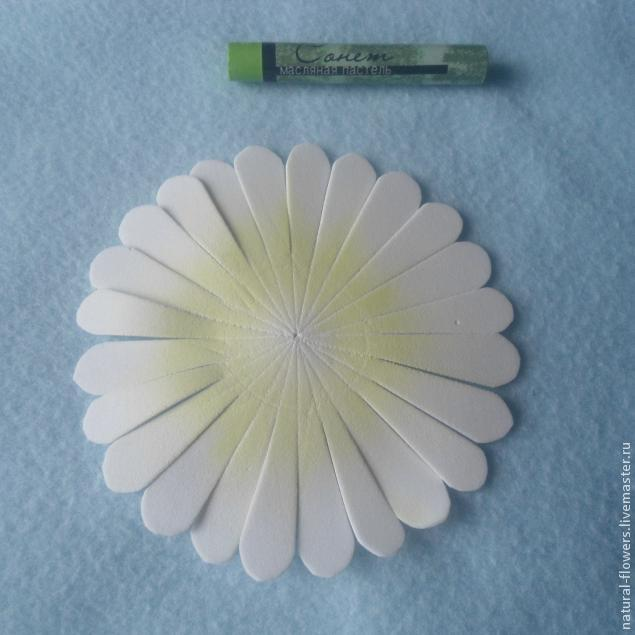 Сонет
масляная пастель
natural-flowers.livemaster.ru